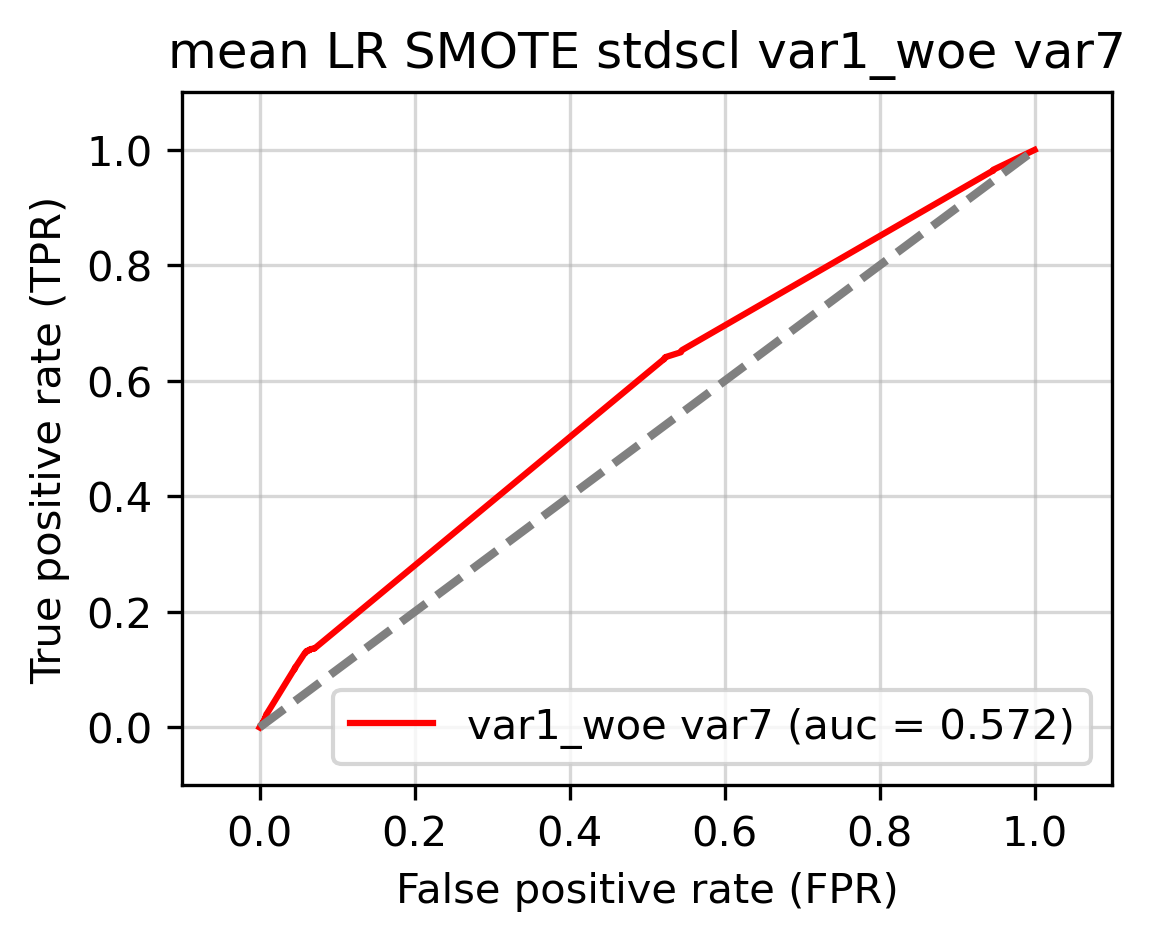 mean LR SMOTE stdscl var1_woe var7
True positive rate (TPR)
1.0
0.8
0.6
0.4
0.2
0.0
var1_woe var7 (auc = 0.572)
0.0 0.2 0.4 0.6 0.8 1.0
False positive rate (FPR)